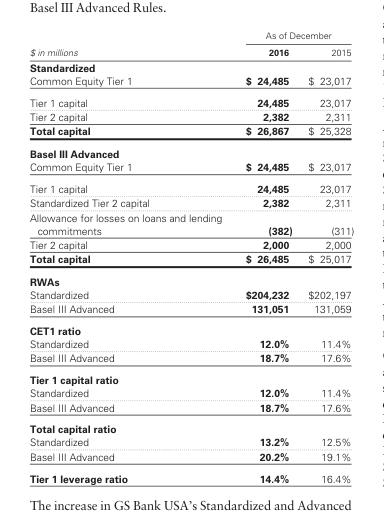 Basel III Advanced Rules.
As of December
$ in millions 2016 2015
Standardized
Common Equity Tier 1 $ 24,485 $ 23,017
Tier 1 capital 24,485 23,017
Tier 2 capital 2,382 2,311
Total capital $ 26,867 $ 25,328
Basel III Advanced
Common Equity Tier 1 $ 24,485 $ 23,017
Tier 1 capital 24,485 23,017
Standardized Tier 2 capital 2,382 2,311
Allowance for losses on loans and lending
commitments (382) (311)
Tier 2 capital 2,000 2,000
Total capital $ 26,485 $ 25,017
RWAs
Standardized $204,232 $202,197
Basel III Advanced 131,051 131,059
CET1 ratio
Standardized 12.0% 11.4%
Basel III Advanced 18.7% 17.6%
Tier 1 capital ratio
Standardized 12.0% 11.4%
Basel III Advanced 18.7% 17.6%
Total capital ratio
Standardized 13.2% 12.5%
Basel III Advanced 20.2% 19.1%
Tier 1 leverage ratio 14.4% 16.4%
The increase in GS Bank USA's Standardized and Advanced